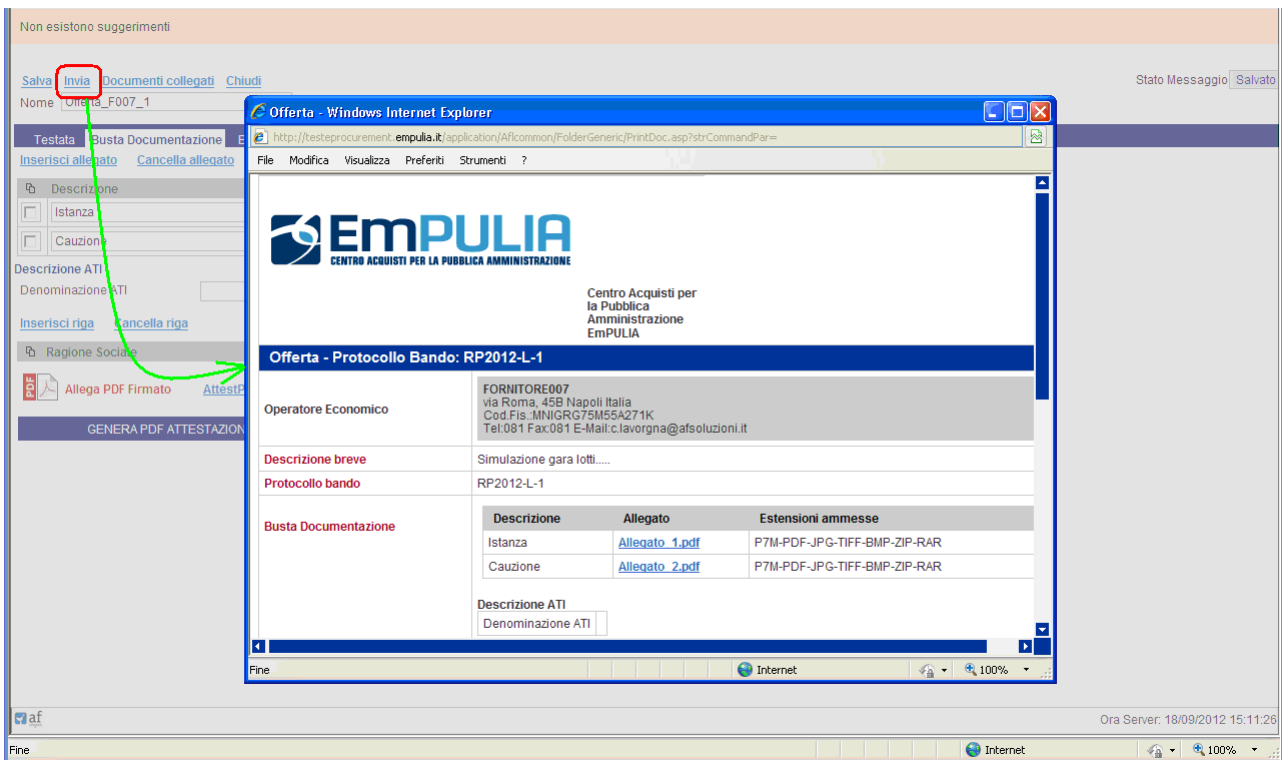 Non esistono suggerimenti
Salva Invia Documenti collegati Chiudi
Stato Messaggio Salvato
Nome Offerta_F007_1
Testata Busta Documentazione E
Inserisci allegato Cancella allegato
Descrizione
Istanza
Cauzione
Descrizione ATI
Denominazione ATI
Inserisci riga Cancella riga
Ragione Sociale
PDF Allega PDF Firmato AttestP
GENERA PDF ATTESTAZION
Offerta - Windows Internet Explorer
http://testeprocurement.empulia.it/application/Aflcommon/FolderGeneric/PrintDoc.asp?strCommandPar=
File Modifica Visualizza Preferiti Strumenti ?
EmPULIA
CENTRO ACQUISTI PER LA PUBBLICA AMMINISTRAZIONE
Centro Acquisti per
la Pubblica
Amministrazione
EmPULIA
Offerta - Protocollo Bando: RP2012-L-1
Operatore Economico
FORNITORE007
via Roma, 45B Napoli Italia
Cod.Fis.:MNIGRG75M55A271K
Tel:081 Fax:081 E-Mail:c.lavorgna@afsoluzioni.it
Descrizione breve Simulazione gara lotti.....
Protocollo bando RP2012-L-1
Busta Documentazione
Descrizione Allegato Estensioni ammesse
Istanza Allegato_1.pdf P7M-PDF-JPG-TIFF-BMP-ZIP-RAR
Cauzione Allegato_2.pdf P7M-PDF-JPG-TIFF-BMP-ZIP-RAR
Descrizione ATI
Denominazione ATI
Fine Internet 100%
af Ora Server: 18/09/2012 15:11:26
Fine Internet 100%